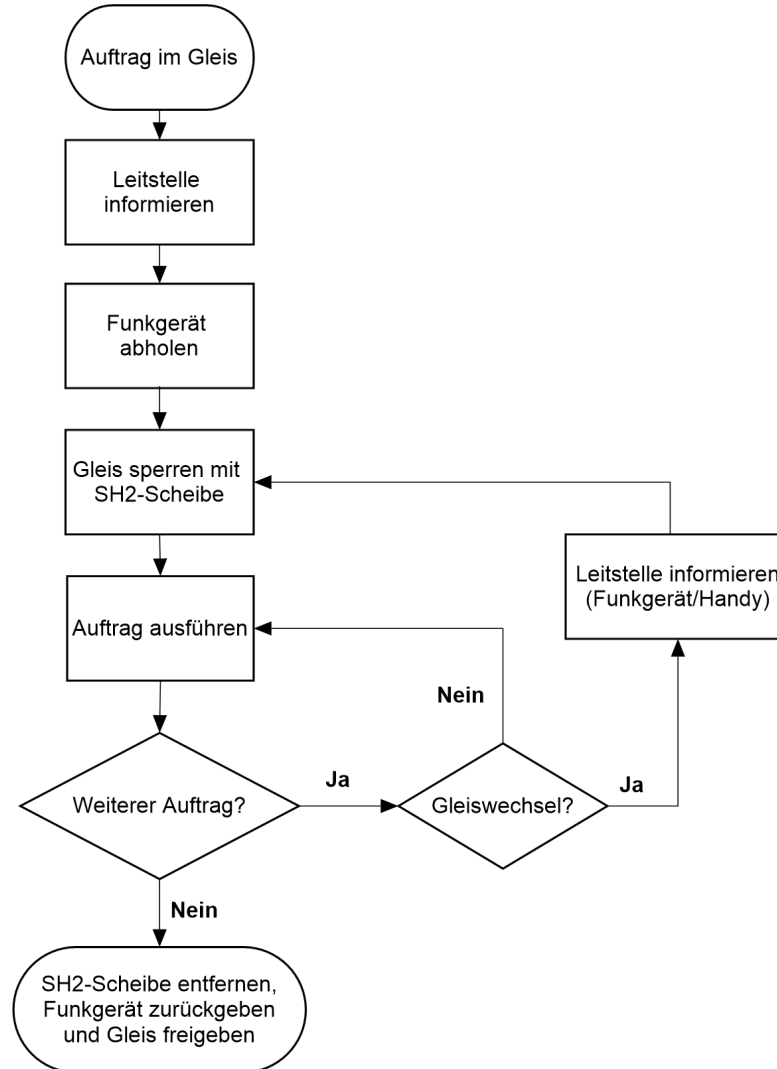 Auftrag im Gleis
Leitstelle
informieren
Funkgerät
abholen
Gleis sperren mit
SH2-Scheibe
Leitstelle informieren
(Funkgerät/Handy)
Auftrag ausführen
Nein
Weiterer Auftrag?
Ja
Gleiswechsel?
Ja
Nein
SH2-Scheibe entfernen,
Funkgerät zurückgeben
und Gleis freigeben